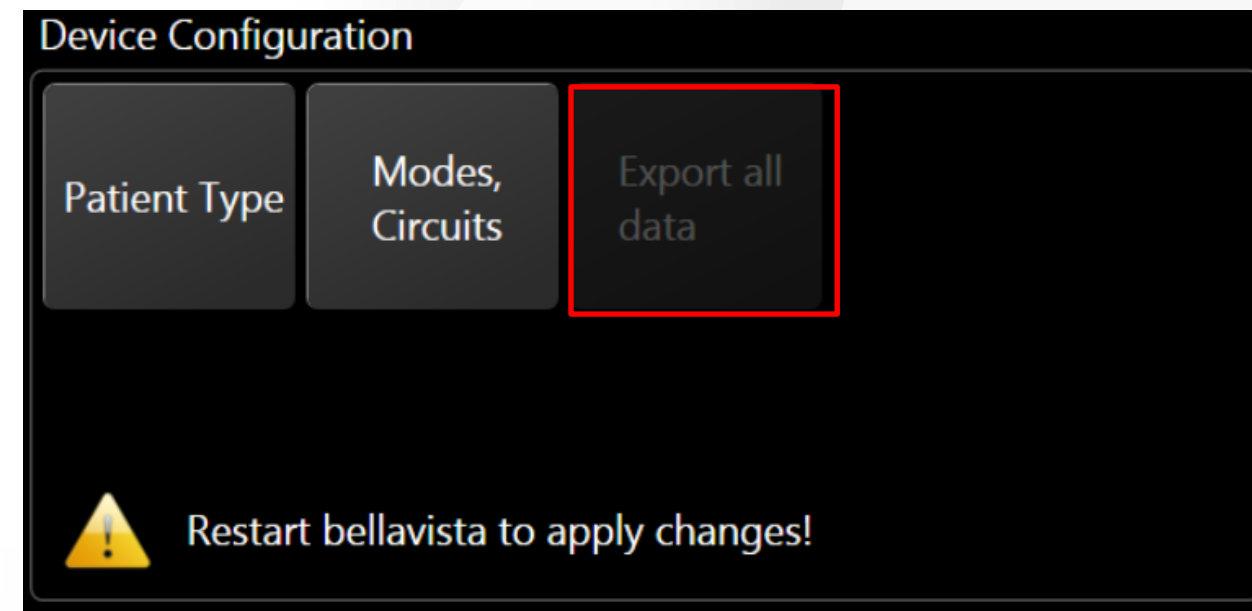 Device Configuration
Patient Type
Modes,
Circuits
Export all
data
Restart bellavista to apply changes!